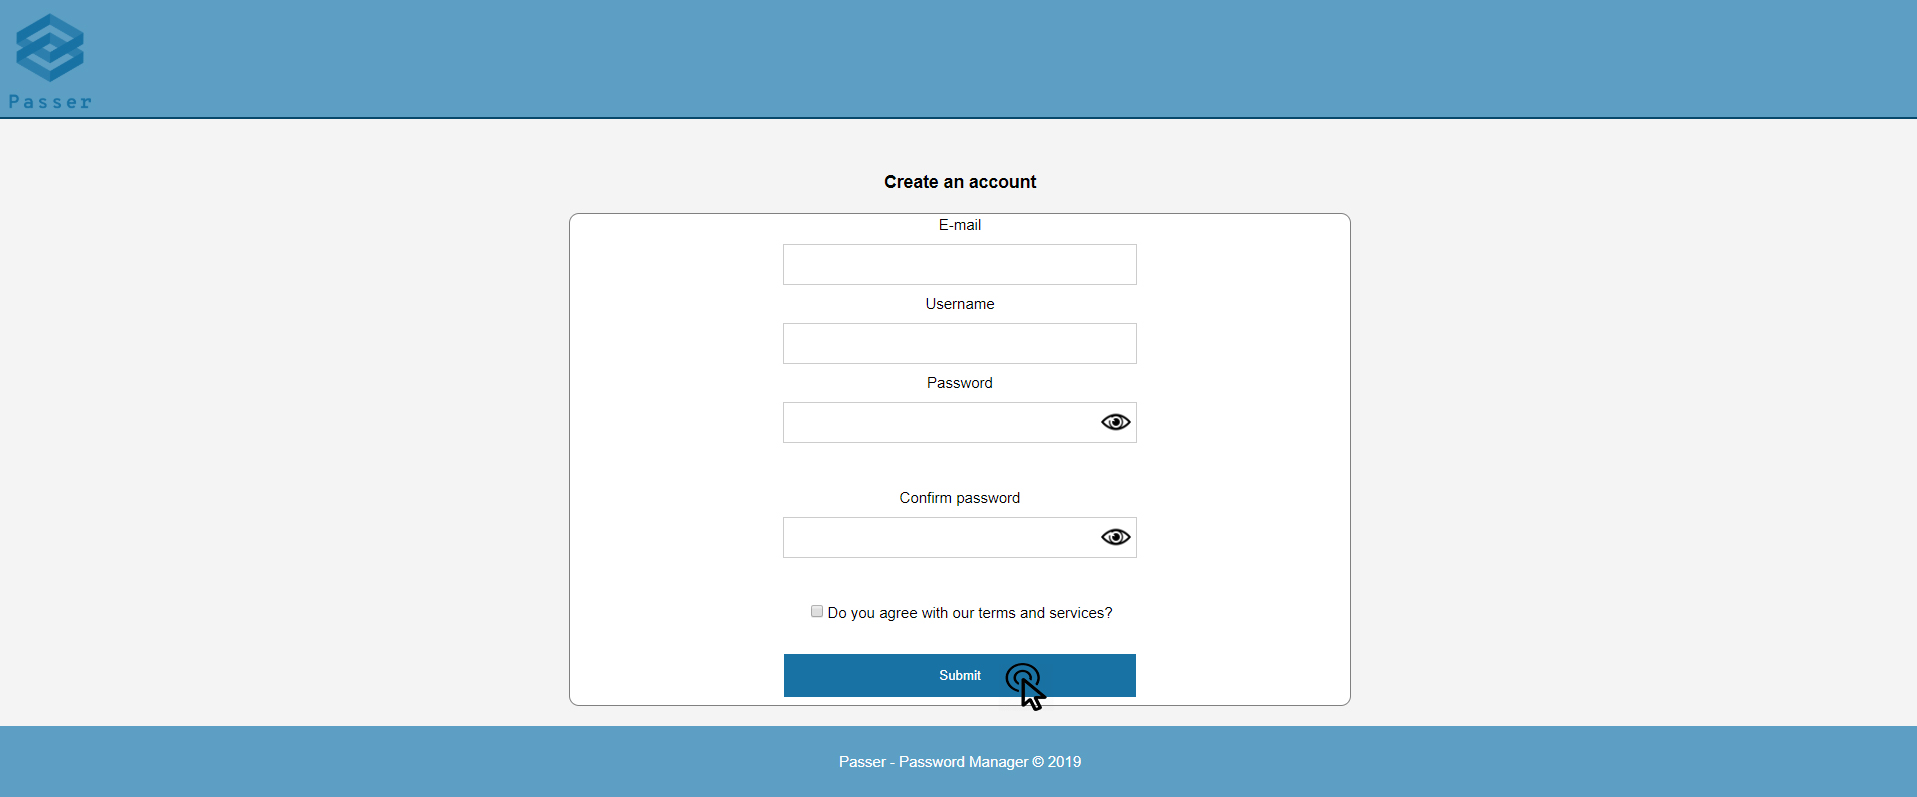 Passer
Create an account
E-mail
Username
Password
Confirm password
Do you agree with our terms and services?
Submit
Passer - Password Manager © 2019